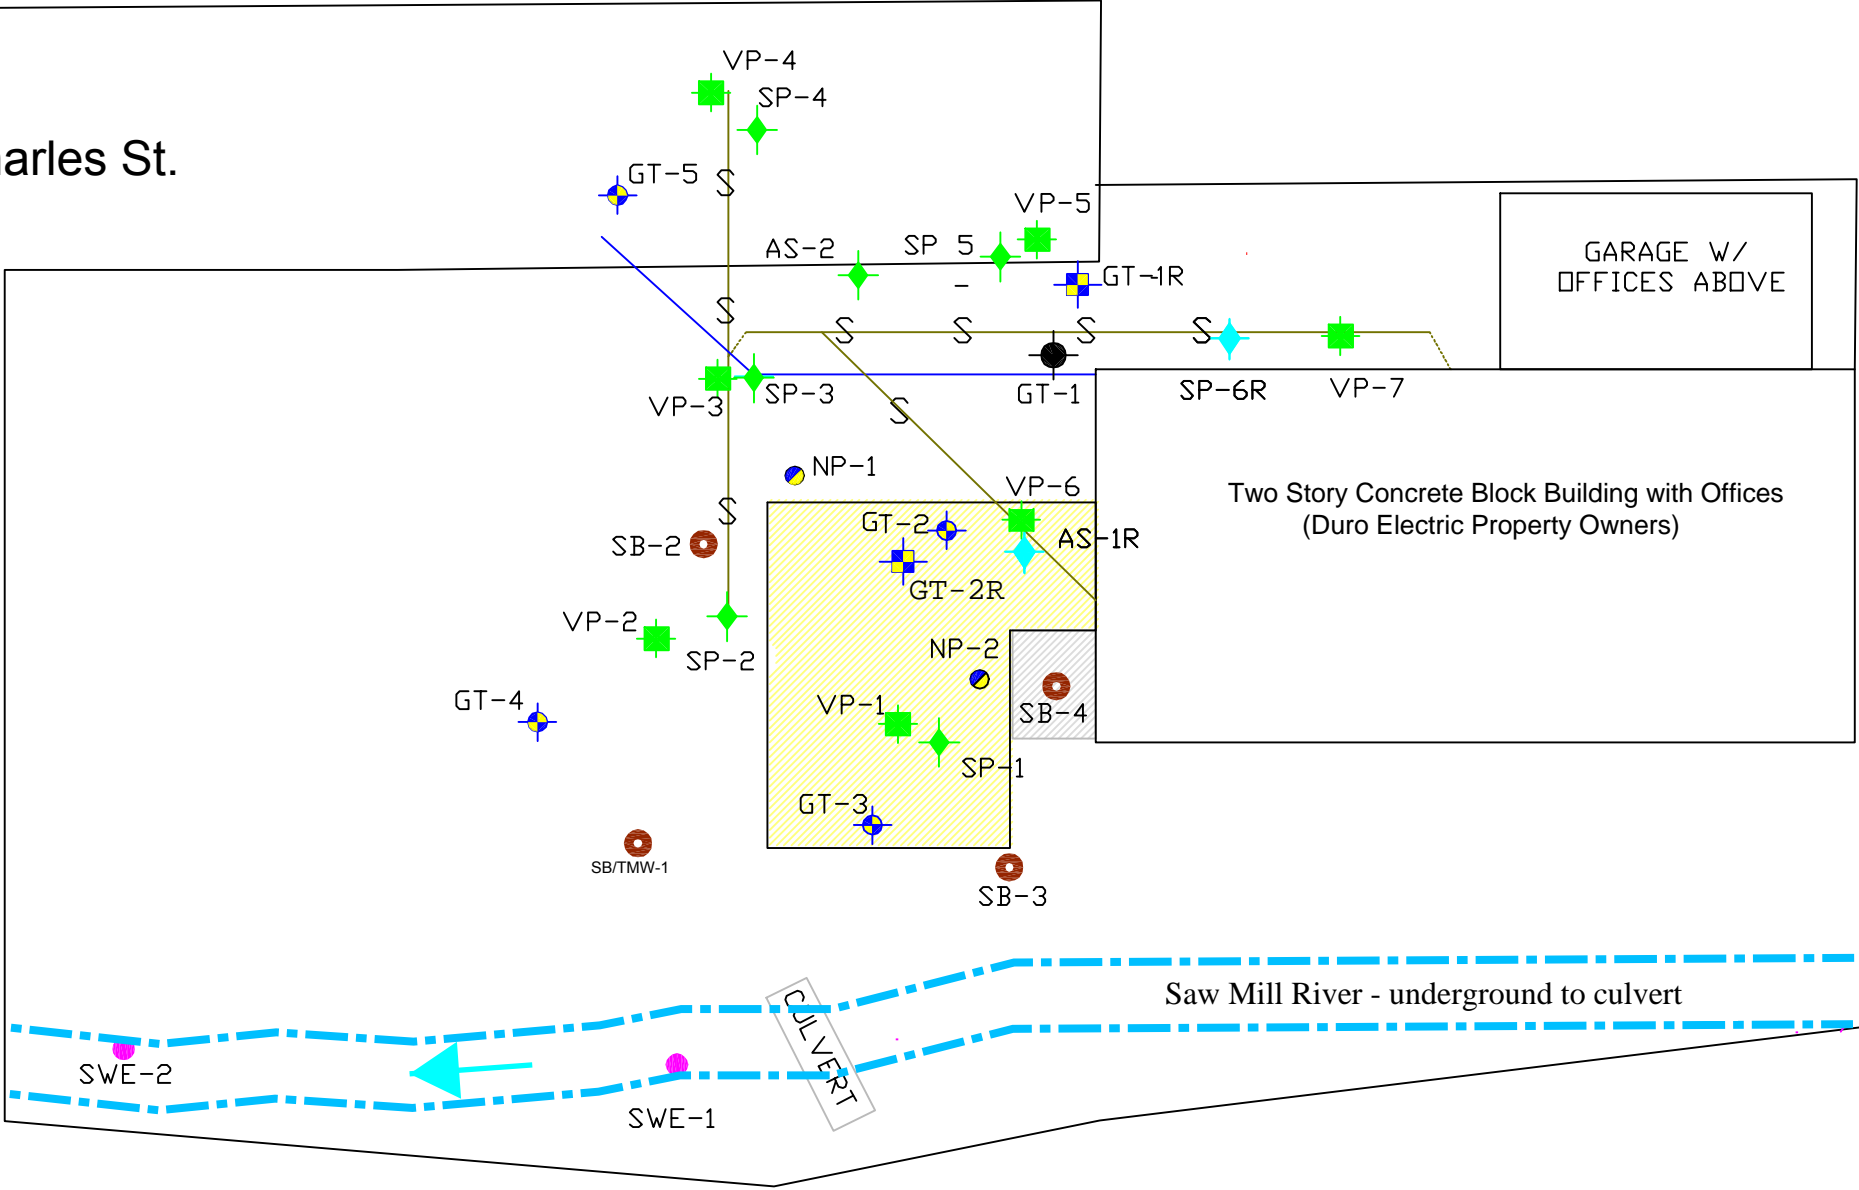 VP-4
SP-4
arles St.
GT-5
S
VP-5
AS-2
SP 5
-
GT-1R
GARAGE W/
OFFICES ABOVE
S
S
S
S
S
VP-3
SP-3
GT-1
SP-6R
VP-7
S
NP-1
VP-6
Two Story Concrete Block Building with Offices
(Duro Electric Property Owners)
S
GT-2
AS-1R
SB-2
GT-2R
VP-2
SP-2
NP-2
GT-4
VP-1
SB-4
SP-1
GT-3
SB/TMW-1
SB-3
Saw Mill River - underground to culvert
CULVERT
SWE-2
SWE-1